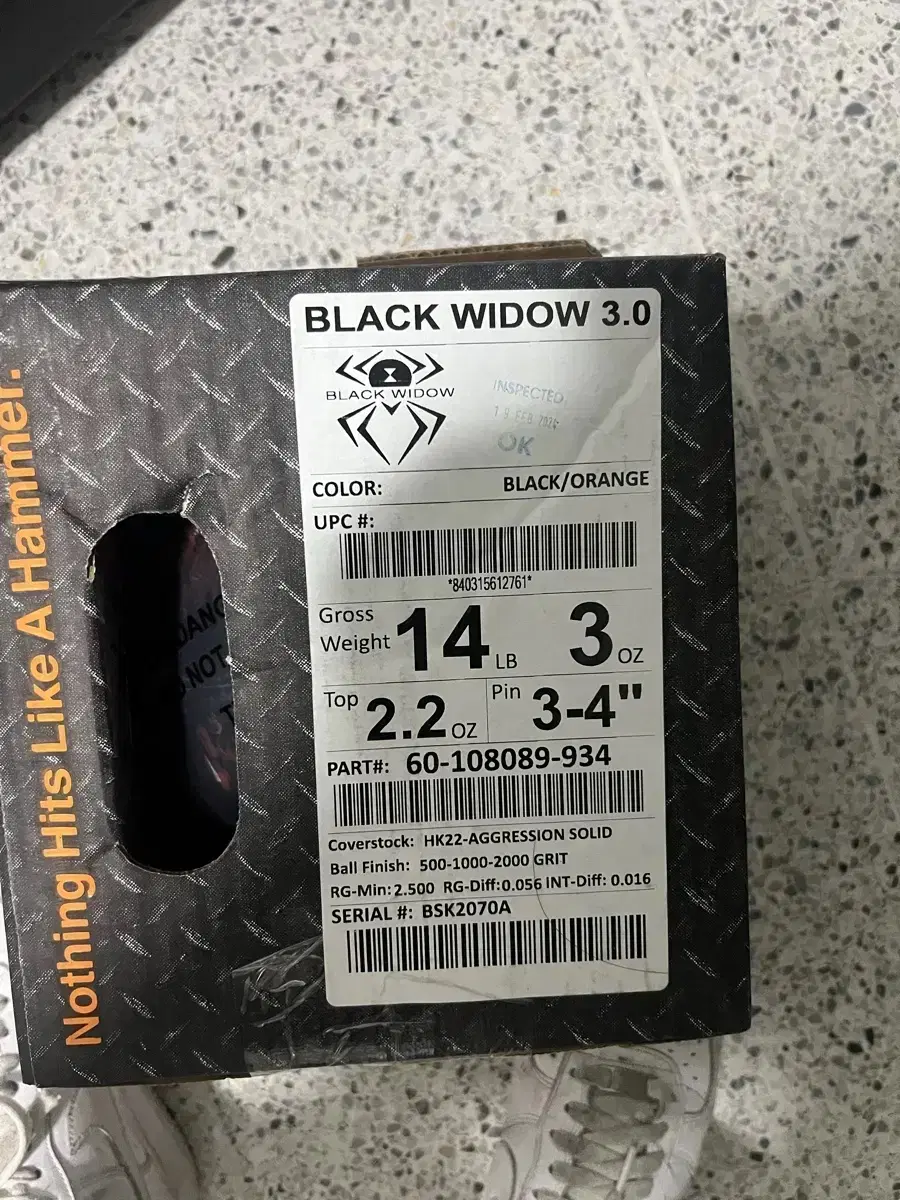 Nothing Hits Like A Hammer.
BLACK WIDOW 3.0
BLACK WIDOW
INSPECTED
OK
COLOR: BLACK/ORANGE
UPC #:
*840315612761*
Gross Weight 14 LB 3 OZ
Top 2.2 OZ Pin 3-4"
PART#: 60-108089-934
Coverstock: HK22-AGGRESSION SOLID
Ball Finish: 500-1000-2000 GRIT
RG-Min: 2.500 RG-Diff: 0.056 INT-Diff: 0.016
SERIAL #: BSK2070A
NOT